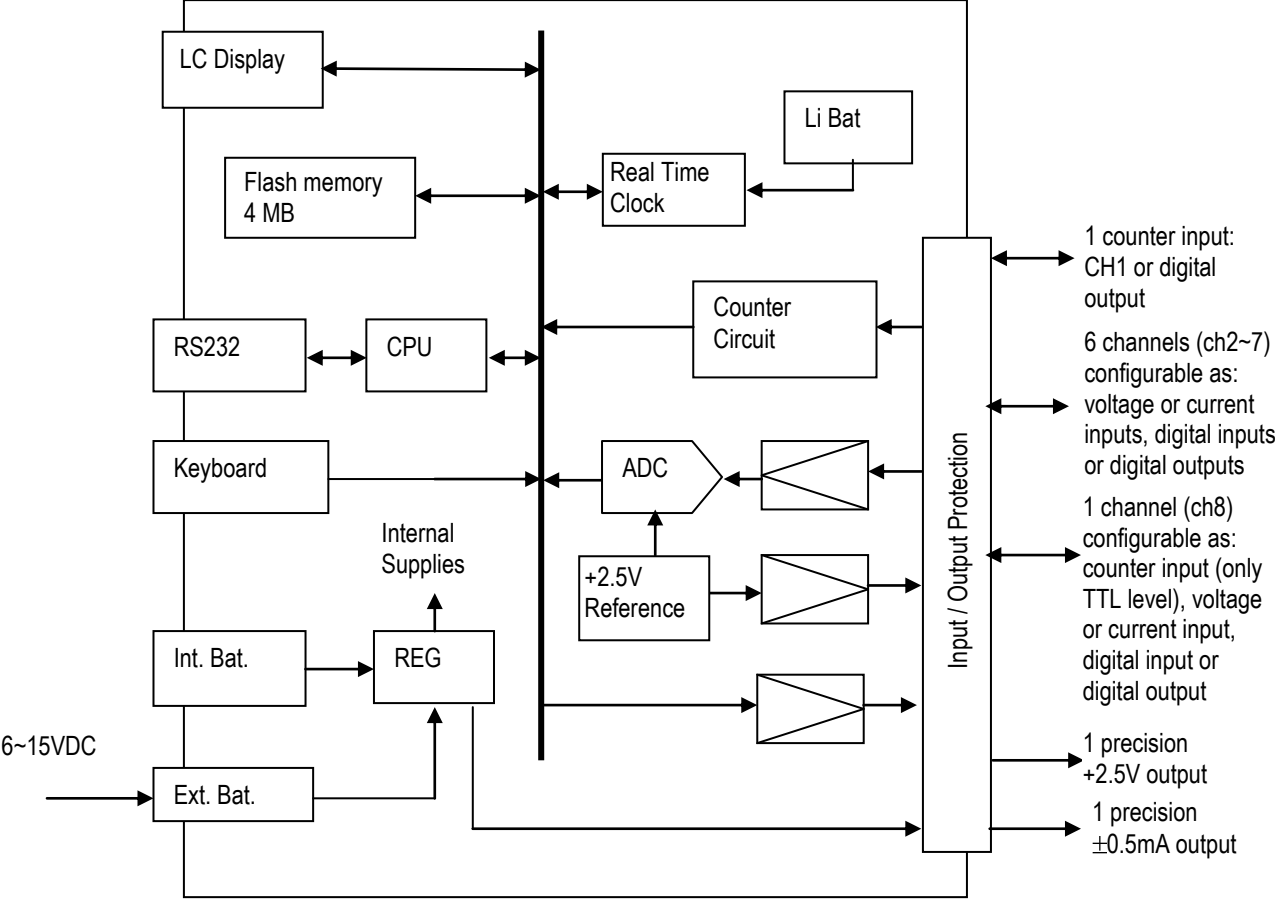 LC Display
Li Bat
Flash memory
4 MB
Real Time
Clock
1 counter input:
CH1 or digital
output
Counter
Circuit
RS232
CPU
6 channels (ch2~7)
configurable as:
voltage or current
inputs, digital inputs
or digital outputs
Keyboard
ADC
Input / Output Protection
Internal
Supplies
+2.5V
Reference
1 channel (ch8)
configurable as:
counter input (only
TTL level), voltage
or current input,
digital input or
digital output
Int. Bat.
REG
6~15VDC
Ext. Bat.
1 precision
+2.5V output
1 precision
±0.5mA output